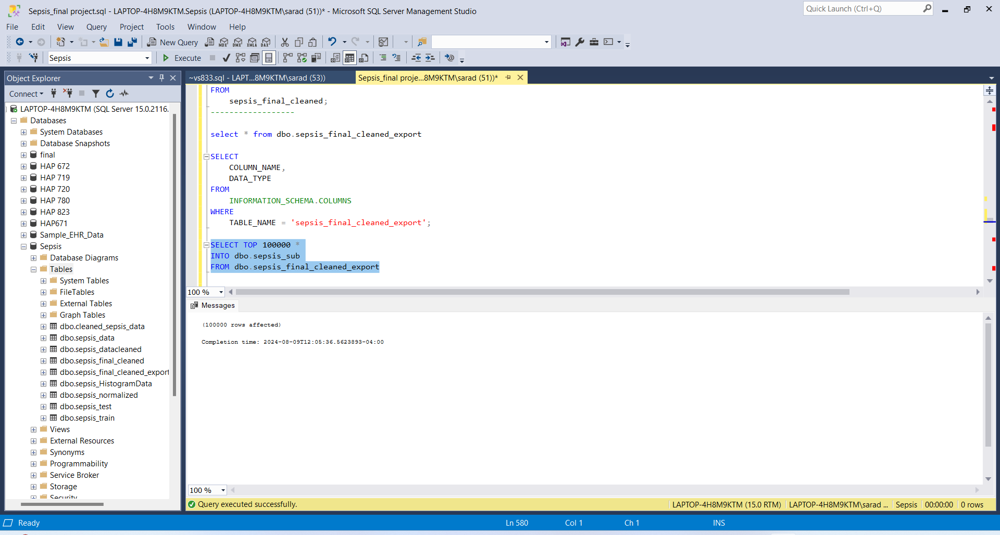 Sepsis_final project.sql - LAPTOP-4H8M9KTM.Sepsis (LAPTOP-4H8M9KTM\sarad (51))* - Microsoft SQL Server Management Studio
Quick Launch (Ctrl+Q)
File Edit View Query Project Tools Window Help
New Query
MDX DMX XMLA DAX
Sepsis
Execute
Object Explorer
~vs833.sql - LAPT...8M9KTM\sarad (53))
Sepsis_final proje...8M9KTM\sarad (51))*
Connect
LAPTOP-4H8M9KTM (SQL Server 15.0.2116.
Databases
System Databases
Database Snapshots
final
HAP 672
HAP 719
HAP 720
HAP 780
HAP 823
HAP671
Sample_EHR_Data
Sepsis
Database Diagrams
Tables
System Tables
FileTables
External Tables
Graph Tables
dbo.cleaned_sepsis_data
dbo.sepsis_data
dbo.sepsis_datacleaned
dbo.sepsis_final_cleaned
dbo.sepsis_final_cleaned_export
dbo.sepsis_HistogramData
dbo.sepsis_normalized
dbo.sepsis_test
dbo.sepsis_train
Views
External Resources
Synonyms
Programmability
Service Broker
Storage
Security
FROM
sepsis_final_cleaned;
------------------
select * from dbo.sepsis_final_cleaned_export
SELECT
COLUMN_NAME,
DATA_TYPE
FROM
INFORMATION_SCHEMA.COLUMNS
WHERE
TABLE_NAME = 'sepsis_final_cleaned_export';
SELECT TOP 100000 *
INTO dbo.sepsis_sub
FROM dbo.sepsis_final_cleaned_export
100 %
Messages
(100000 rows affected)
Completion time: 2024-08-09T12:05:36.5623893-04:00
100 %
Query executed successfully.
LAPTOP-4H8M9KTM (15.0 RTM)
LAPTOP-4H8M9KTM\sarad ...
Sepsis
00:00:00
0 rows
Ready
Ln 580
Col 1
Ch 1
INS